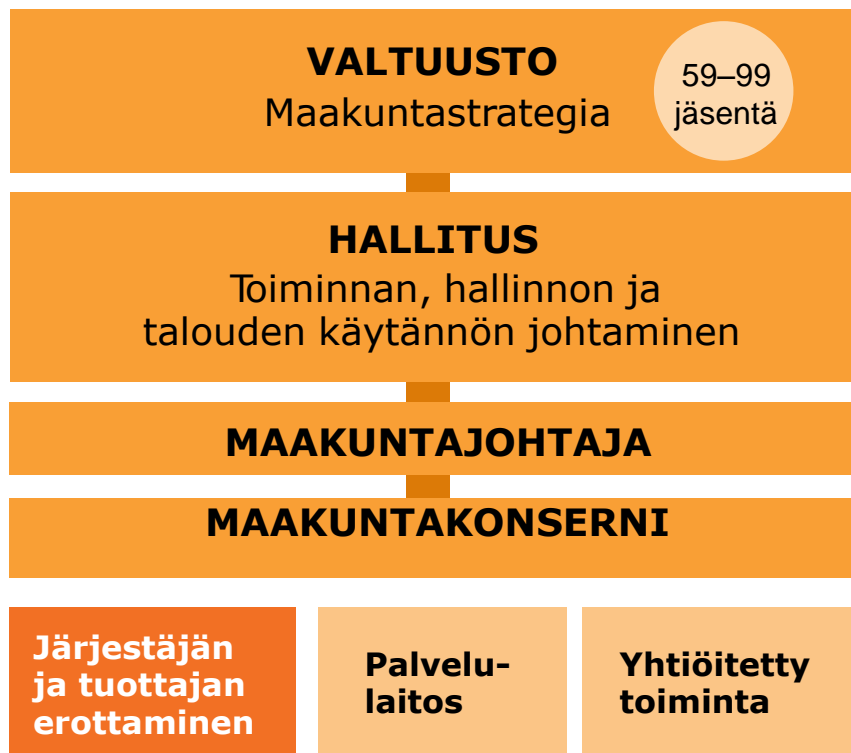 VALTUUSTO
Maakuntastrategia
59–99
jäsentä
HALLITUS
Toiminnan, hallinnon ja
talouden käytännön johtaminen
MAAKUNTAJOHTAJA
MAAKUNTAKONSERNI
Järjestäjän
ja tuottajan
erottaminen
Palvelu-
laitos
Yhtiöitetty
toiminta